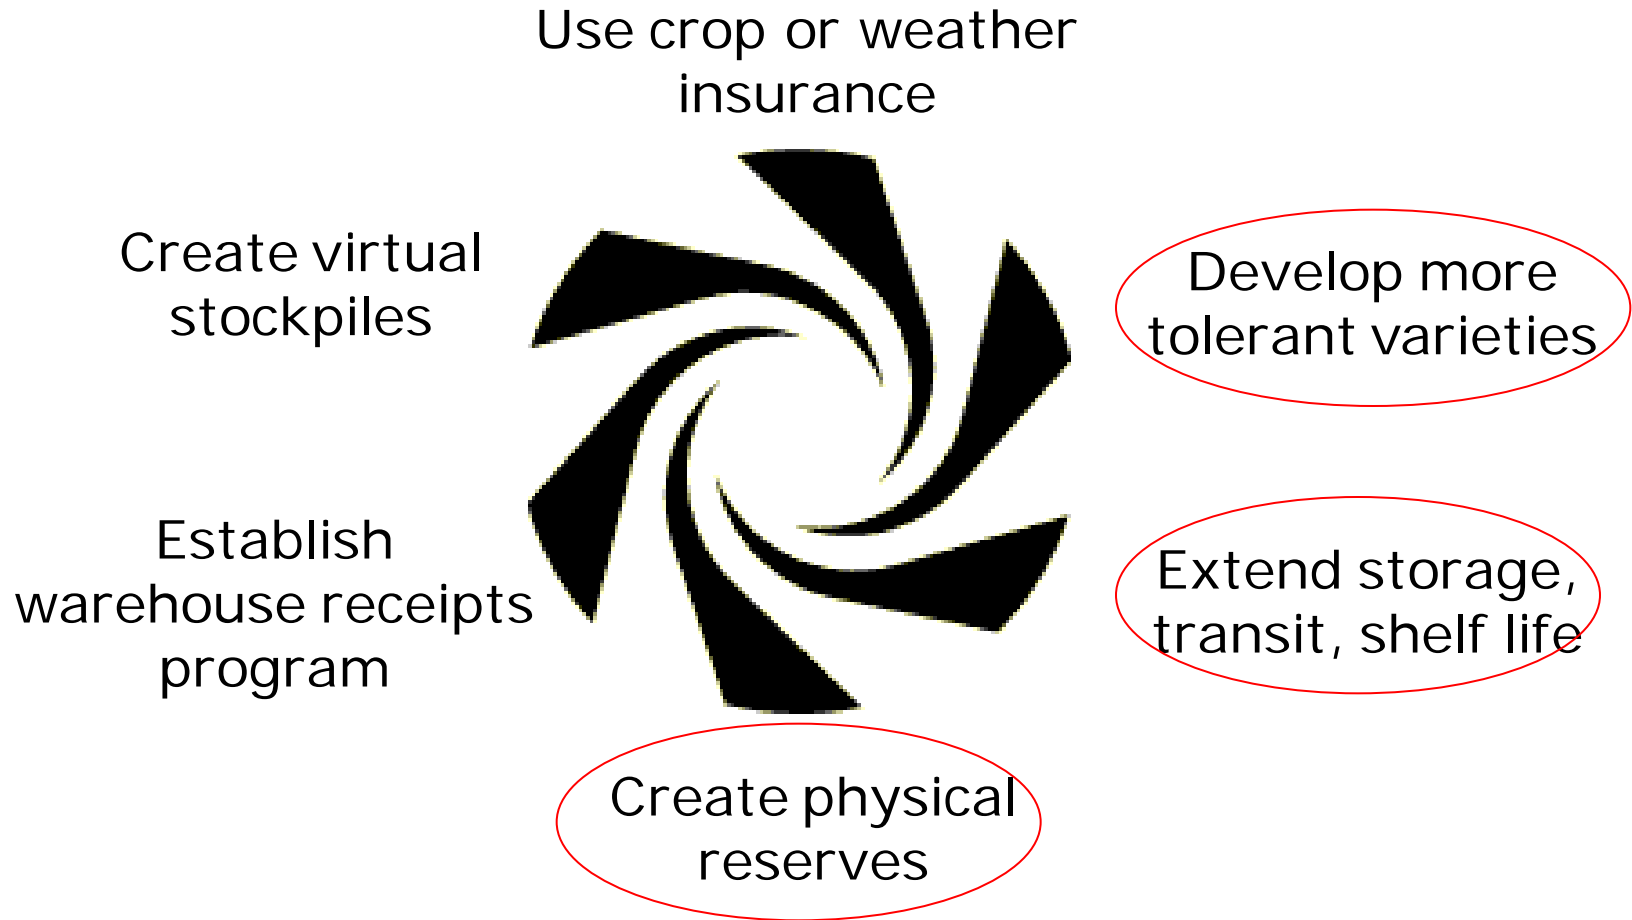 Use crop or weather
insurance
Create virtual
stockpiles
Develop more
tolerant varieties
Establish
warehouse receipts
program
Extend storage,
transit, shelf life
Create physical
reserves